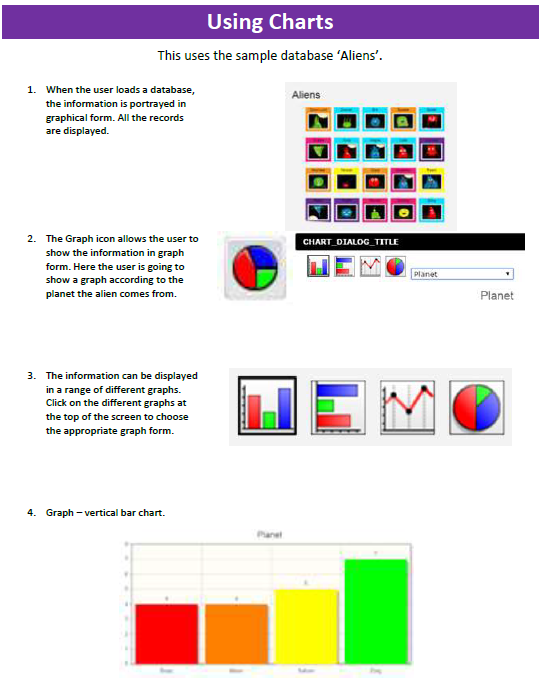 Using Charts
This uses the sample database ‘Aliens’.
1. When the user loads a database,
the information is portrayed in
graphical form. All the records
are displayed.
Aliens
2. The Graph icon allows the user to
show the information in graph
form. Here the user is going to
show a graph according to the
planet the alien comes from.
CHART_DIALOG_TITLE
Planet
Planet
3. The information can be displayed
in a range of different graphs.
Click on the different graphs at
the top of the screen to choose
the appropriate graph form.
4. Graph – vertical bar chart.
Planet